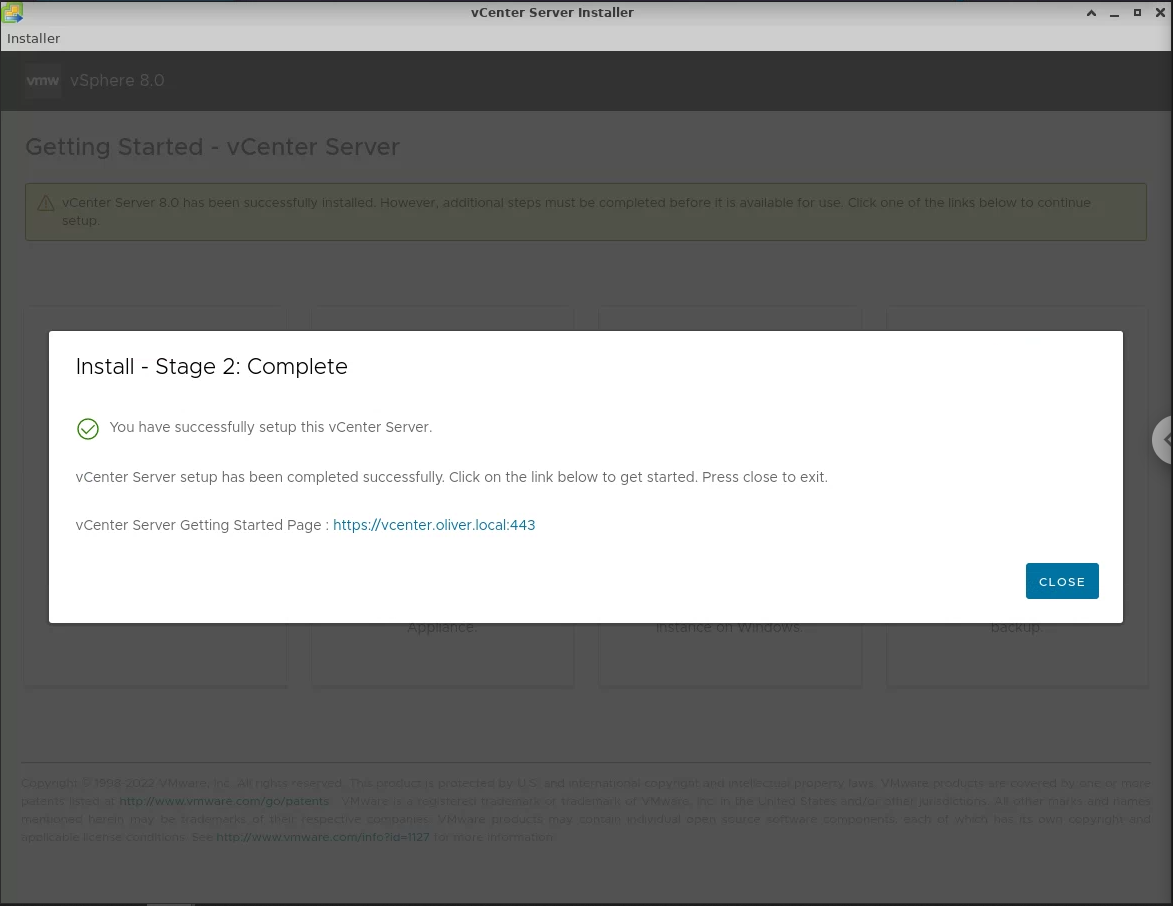 vCenter Server Installer
Installer
vmw vSphere 8.0
Getting Started - vCenter Server
vCenter Server 8.0 has been successfully installed. However, additional steps must be completed before it is available for use. Click one of the links below to continue
setup.
Install - Stage 2: Complete
You have successfully setup this vCenter Server.
vCenter Server setup has been completed successfully. Click on the link below to get started. Press close to exit.
vCenter Server Getting Started Page : https://vcenter.oliver.local:443
CLOSE
Appliance.
instance on Windows.
backup.
Copyright © 1998-2022 VMware, Inc. All rights reserved. This product is protected by U.S. and international copyright and intellectual property laws. VMware products are covered by one or more
patents listed at http://www.vmware.com/go/patents. VMware is a registered trademark or trademark of VMware, Inc. in the United States and/or other jurisdictions. All other marks and names
mentioned herein may be trademarks of their respective companies. VMware products may contain individual open source software components, each of which has its own copyright and
applicable license conditions. See http://www.vmware.com/info?id=1127 for more information.